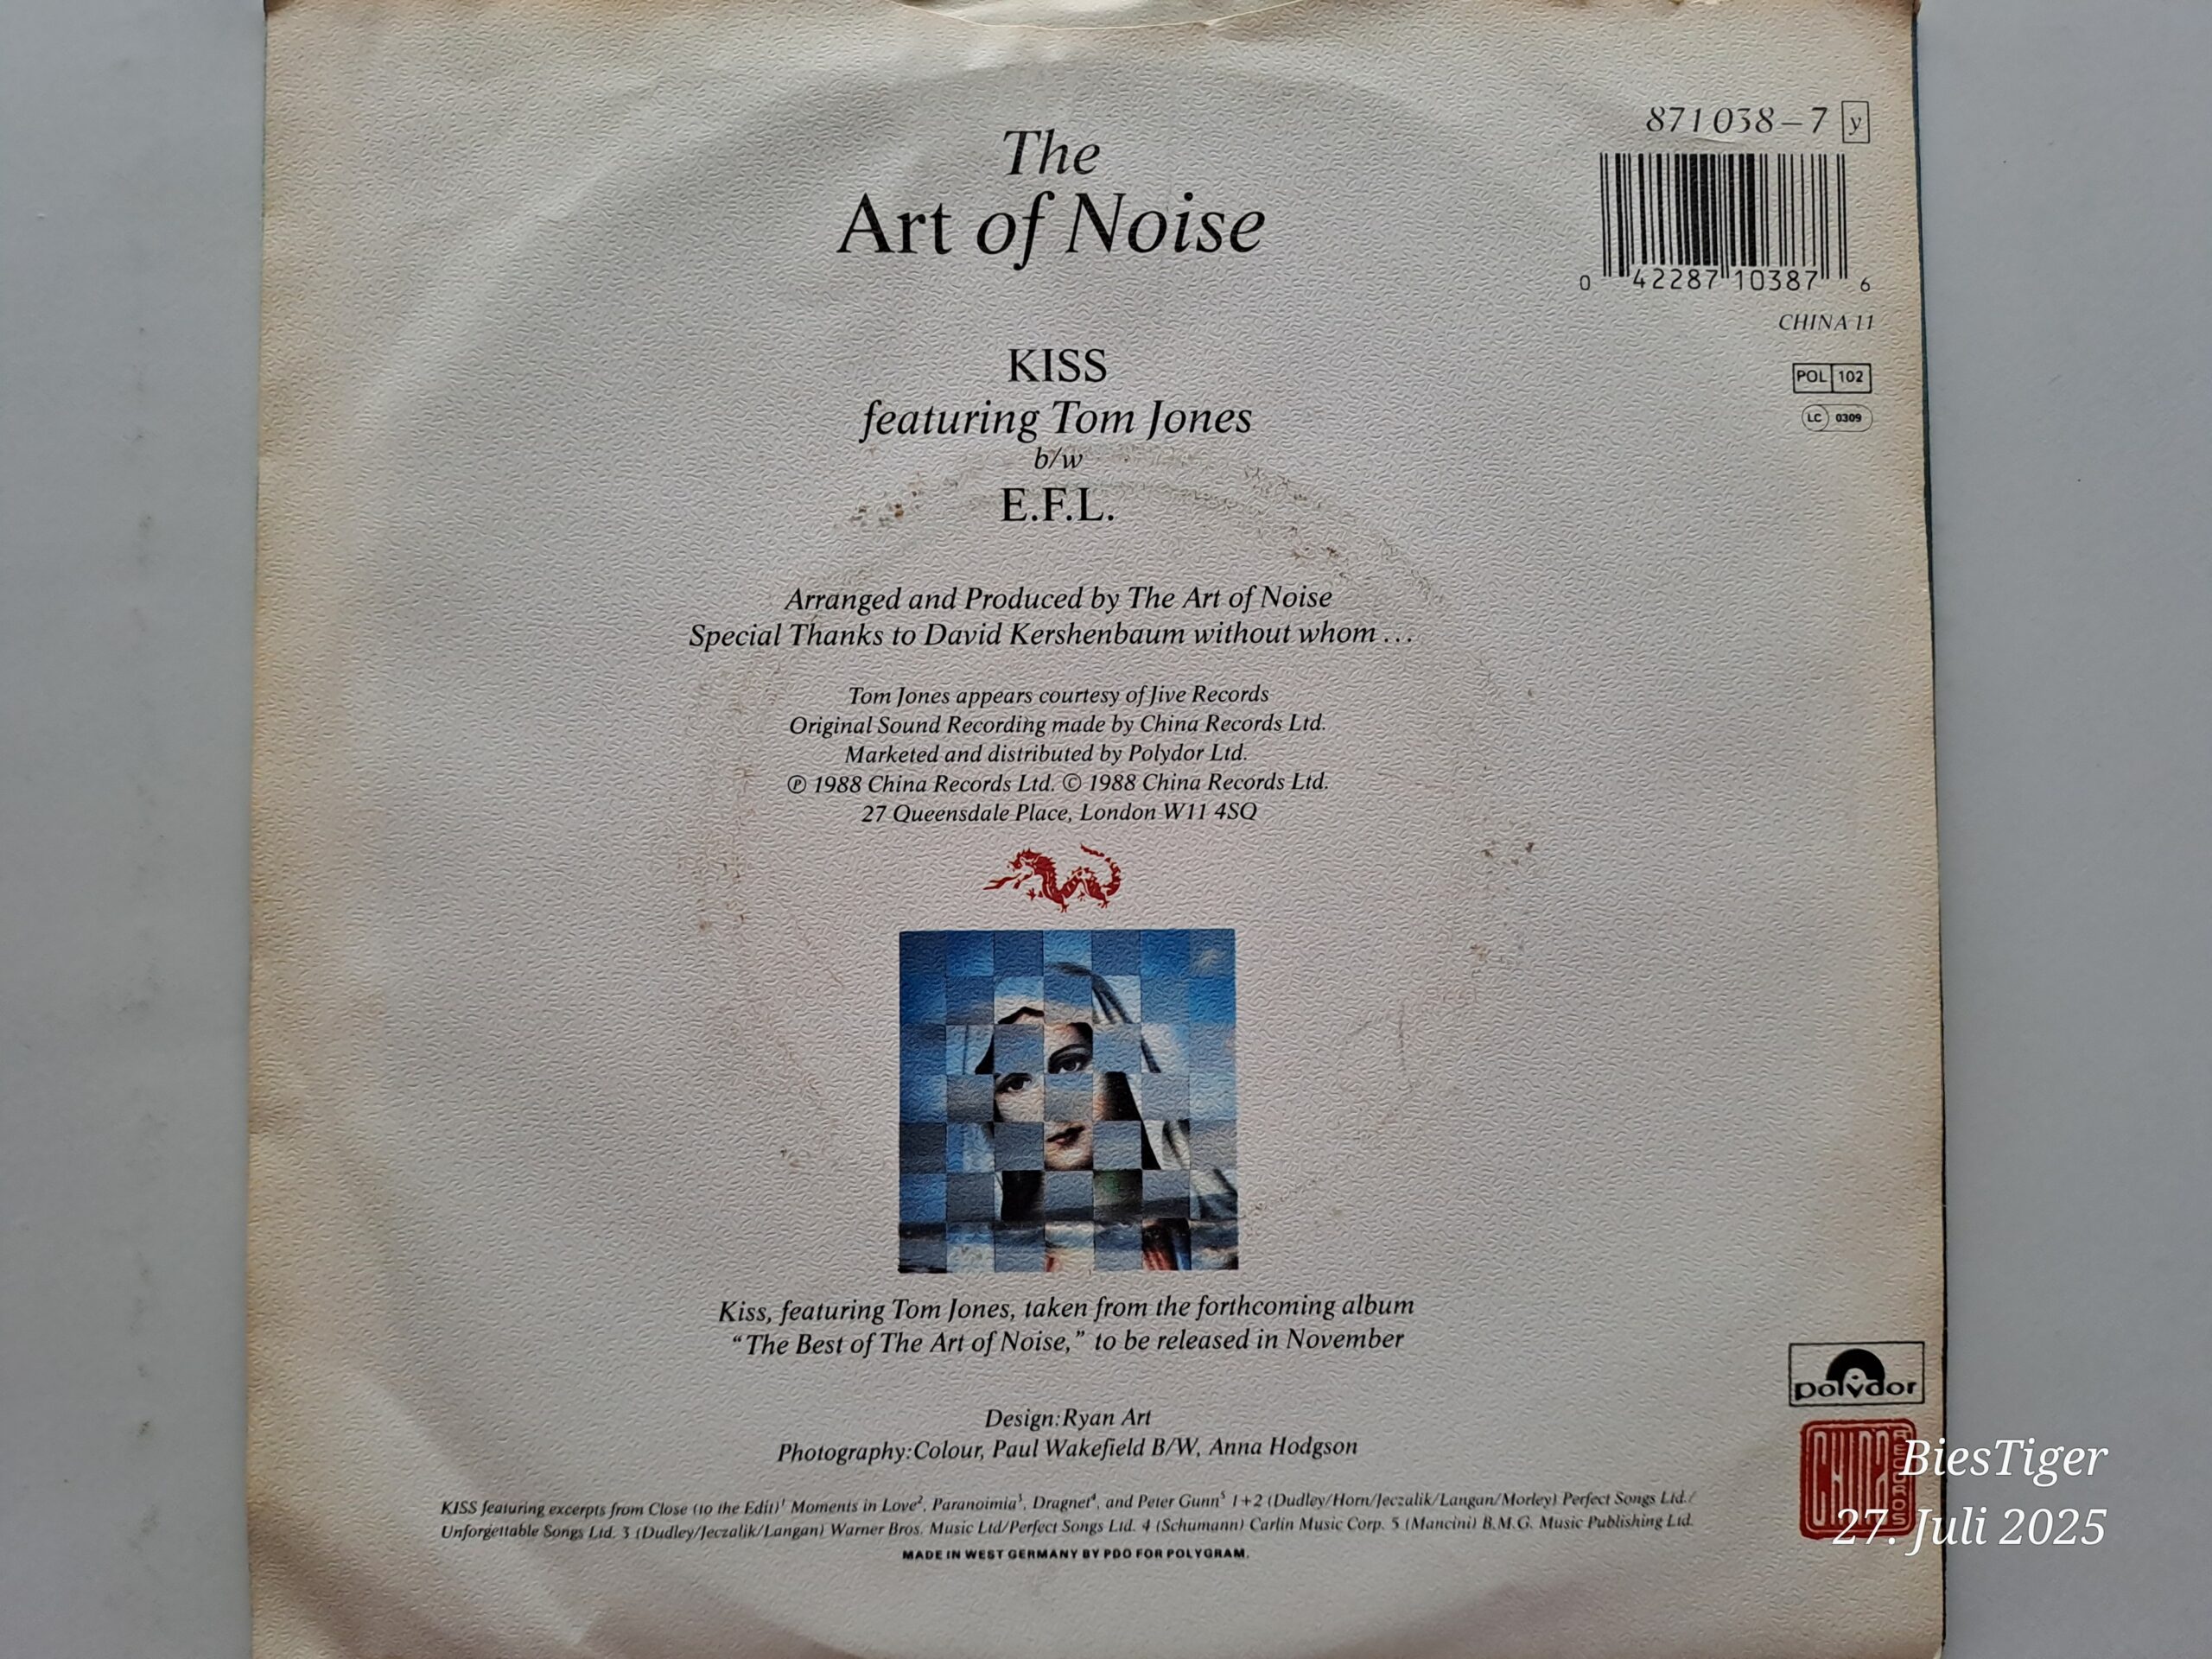 The
Art of Noise
871 038 – 7 y
0 42287 10387 6
CHINA 11
POL 102
LC 0309
KISS
featuring Tom Jones
b/w
E.F.L.
Arranged and Produced by The Art of Noise
Special Thanks to David Kershenbaum without whom ...
Tom Jones appears courtesy of Jive Records
Original Sound Recording made by China Records Ltd.
Marketed and distributed by Polydor Ltd.
℗ 1988 China Records Ltd. © 1988 China Records Ltd.
27 Queensdale Place, London W11 4SQ
Kiss, featuring Tom Jones, taken from the forthcoming album
“The Best of The Art of Noise,” to be released in November
polydor
Design: Ryan Art
Photography: Colour, Paul Wakefield B/W, Anna Hodgson
CHINA RECORDS
BiesTiger
27. Juli 2025
KISS featuring excerpts from Close (to the Edit)¹ Moments in Love², Paranoimia³, Dragnet⁴, and Peter Gunn⁵ 1+2 (Dudley/Horn/Jeczalik/Langan/Morley) Perfect Songs Ltd./
Unforgettable Songs Ltd. 3 (Dudley/Jeczalik/Langan) Warner Bros. Music Ltd/Perfect Songs Ltd. 4 (Schumann) Carlin Music Corp. 5 (Mancini) B.M.G. Music Publishing Ltd.
MADE IN WEST GERMANY BY PDO FOR POLYGRAM.